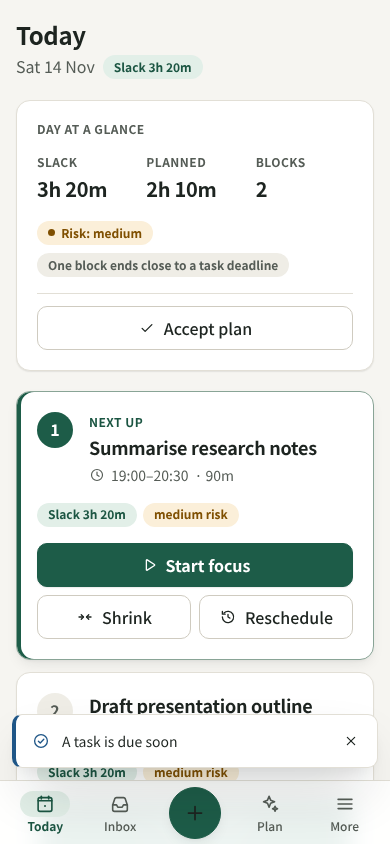 Today
Sat 14 Nov Slack 3h 20m
DAY AT A GLANCE
SLACK PLANNED BLOCKS
3h 20m 2h 10m 2
Risk: medium
One block ends close to a task deadline
Accept plan
1 NEXT UP
Summarise research notes
19:00–20:30 · 90m
Slack 3h 20m medium risk
Start focus
Shrink Reschedule
2 Draft presentation outline
A task is due soon
Slack 3h 20m medium risk
Today Inbox Plan More